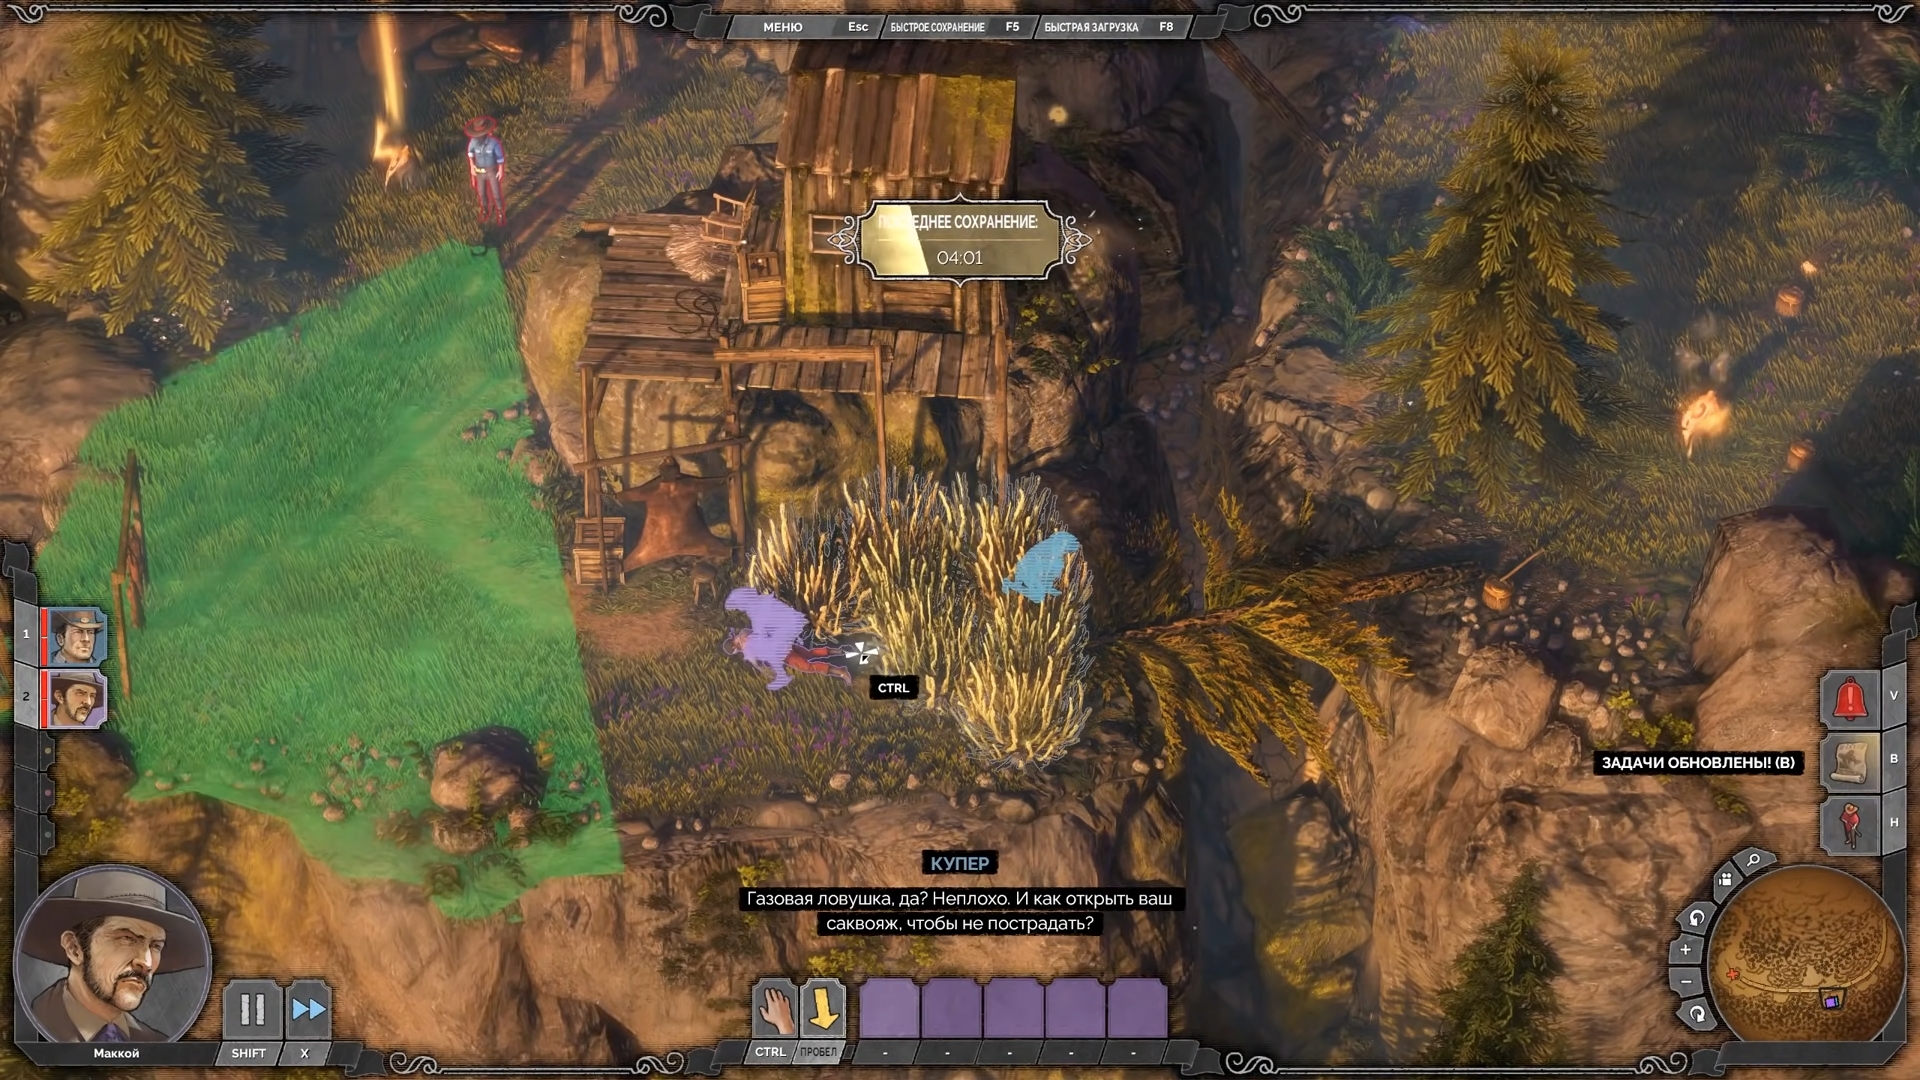 МЕНЮ Esc БЫСТРОЕ СОХРАНЕНИЕ F5 БЫСТРАЯ ЗАГРУЗКА F8
ПОСЛЕДНЕЕ СОХРАНЕНИЕ:
04:01
1
2
CTRL
V
ЗАДАЧИ ОБНОВЛЕНЫ! (B)
B
H
КУПЕР
Газовая ловушка, да? Неплохо. И как открыть ваш
саквояж, чтобы не пострадать?
Маккой
SHIFT
X
CTRL
ПРОБЕЛ
- - - - -